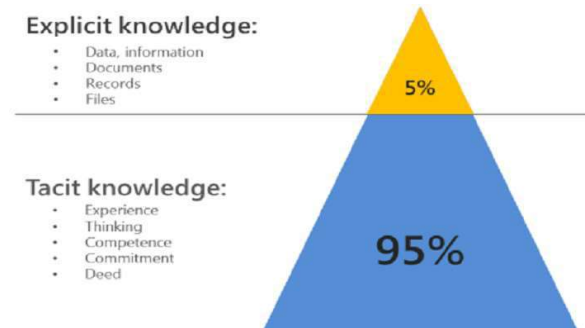 Explicit knowledge:
• Data, information
• Documents
• Records
• Files
5%
Tacit knowledge:
• Experience
• Thinking
• Competence
• Commitment
• Deed
95%